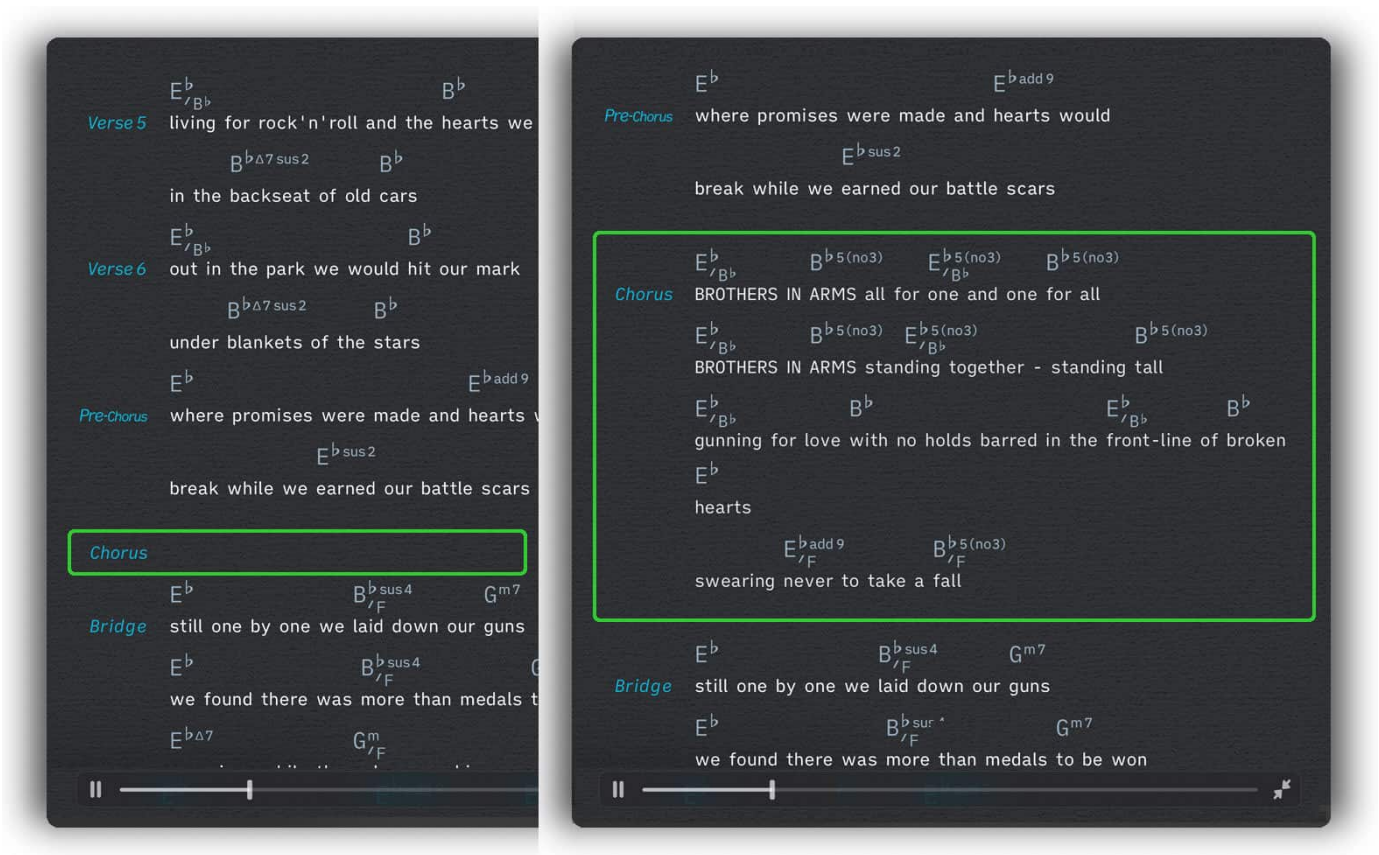 E♭/B♭ B♭
Verse 5 living for rock'n'roll and the hearts we
B♭Δ7 sus2 B♭
in the backseat of old cars
E♭/B♭ B♭
Verse 6 out in the park we would hit our mark
B♭Δ7 sus2 B♭
under blankets of the stars
E♭ E♭add9
Pre-Chorus where promises were made and hearts
E♭sus2
break while we earned our battle scars
Chorus
E♭ B♭sus4/F Gm7
Bridge still one by one we laid down our guns
E♭ B♭sus4/F
we found there was more than medals
E♭Δ7 Gm/F
E♭ E♭add9
Pre-Chorus where promises were made and hearts would
E♭sus2
break while we earned our battle scars
E♭/B♭ B♭5(no3) E♭5(no3)/B♭ B♭5(no3)
Chorus BROTHERS IN ARMS all for one and one for all
E♭/B♭ B♭5(no3) E♭5(no3)/B♭ B♭5(no3)
BROTHERS IN ARMS standing together - standing tall
E♭/B♭ B♭ E♭/B♭ B♭
gunning for love with no holds barred in the front-line of broken
E♭
hearts
E♭add9/F B♭5(no3)/F
swearing never to take a fall
E♭ B♭sus4/F Gm7
Bridge still one by one we laid down our guns
E♭ B♭sus4/F Gm7
we found there was more than medals to be won